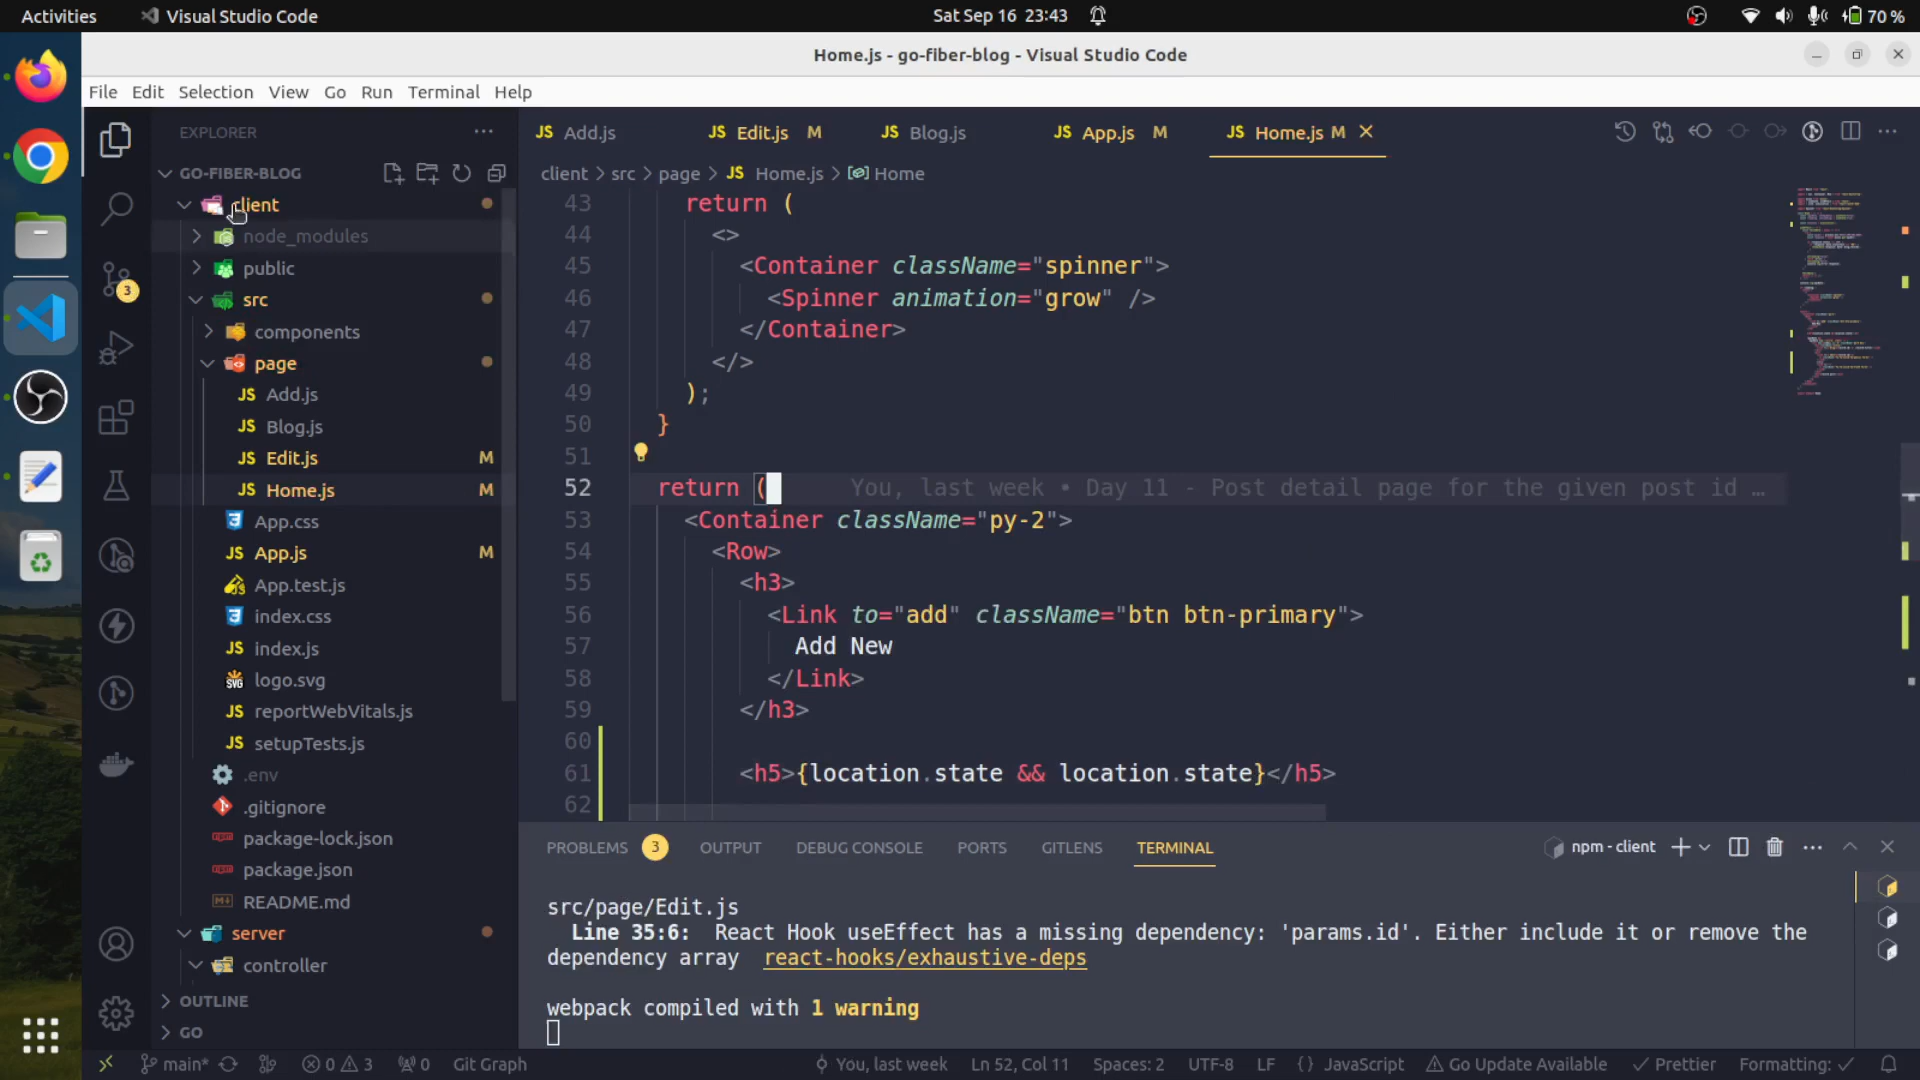 Activities Visual Studio Code Sat Sep 16 23:43 70 %
Home.js - go-fiber-blog - Visual Studio Code
File Edit Selection View Go Run Terminal Help
EXPLORER
GO-FIBER-BLOG
client
node_modules
public
src
components
page
JS Add.js
JS Blog.js
JS Edit.js M
JS Home.js M
App.css
JS App.js M
App.test.js
index.css
JS index.js
SVG logo.svg
JS reportWebVitals.js
JS setupTests.js
.env
.gitignore
package-lock.json
package.json
README.md
server
controller
OUTLINE
GO
3
JS Add.js JS Edit.js M JS Blog.js JS App.js M JS Home.js M
client > src > page > JS Home.js > Home
43 return (
44 <>
45 <Container className="spinner">
46 <Spinner animation="grow" />
47 </Container>
48 </>
49 );
50 }
51
52 return ( You, last week • Day 11 - Post detail page for the given post id …
53 <Container className="py-2">
54 <Row>
55 <h3>
56 <Link to="add" className="btn btn-primary">
57 Add New
58 </Link>
59 </h3>
60
61 <h5>{location.state && location.state}</h5>
62
PROBLEMS 3 OUTPUT DEBUG CONSOLE PORTS GITLENS TERMINAL npm - client
src/page/Edit.js
Line 35:6: React Hook useEffect has a missing dependency: 'params.id'. Either include it or remove the
dependency array react-hooks/exhaustive-deps
webpack compiled with 1 warning
main* 0 3 0 Git Graph You, last week Ln 52, Col 11 Spaces: 2 UTF-8 LF {} JavaScript Go Update Available Prettier Formatting: